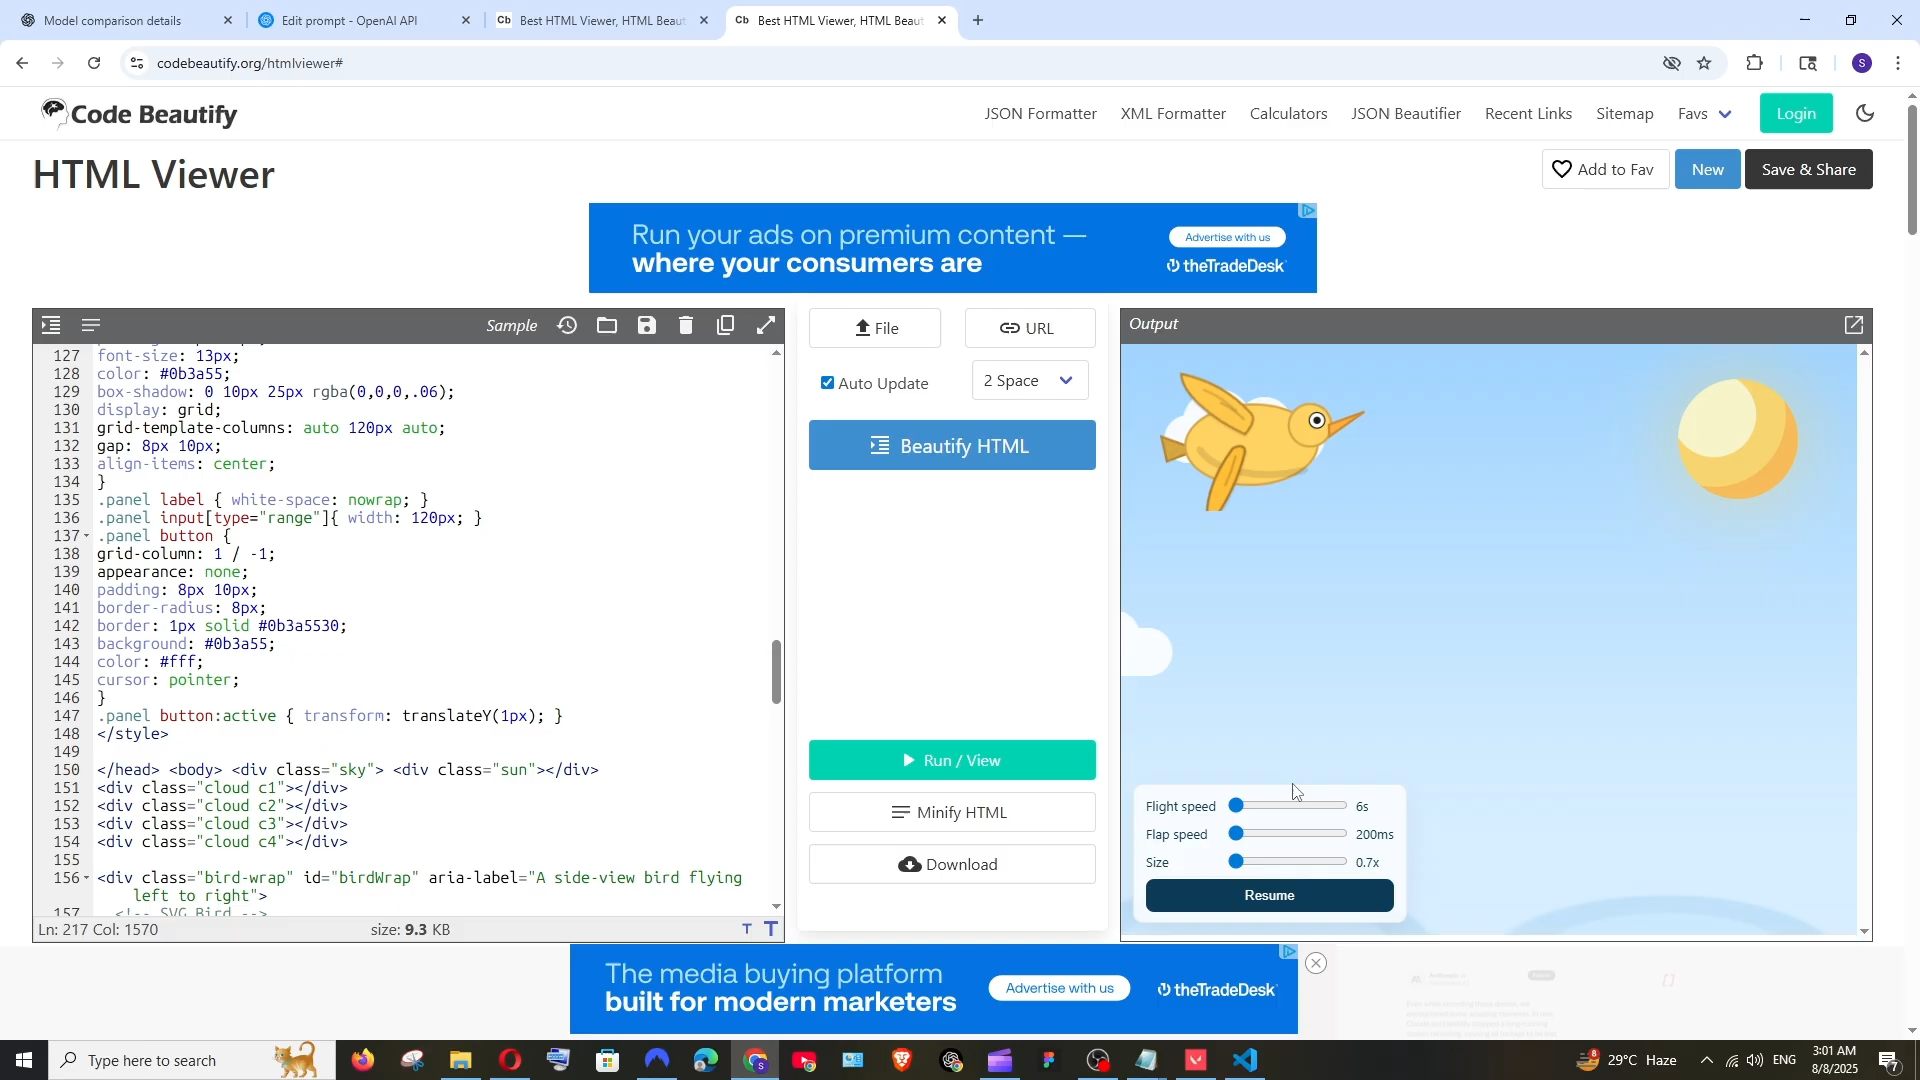 Model comparison details
Edit prompt - OpenAI API
Cb Best HTML Viewer, HTML Beaut
Cb Best HTML Viewer, HTML Beaut
codebeautify.org/htmlviewer#
S
Code Beautify
JSON Formatter
XML Formatter
Calculators
JSON Beautifier
Recent Links
Sitemap
Favs
Login
HTML Viewer
Add to Fav
New
Save & Share
Run your ads on premium content —
where your consumers are
Advertise with us
theTradeDesk
Sample
File
URL
Output
Auto Update
2 Space
Beautify HTML
Run / View
Minify HTML
Download
127 font-size: 13px;
128 color: #0b3a55;
129 box-shadow: 0 10px 25px rgba(0,0,0,.06);
130 display: grid;
131 grid-template-columns: auto 120px auto;
132 gap: 8px 10px;
133 align-items: center;
134 }
135 .panel label { white-space: nowrap; }
136 .panel input[type="range"]{ width: 120px; }
137 .panel button {
138 grid-column: 1 / -1;
139 appearance: none;
140 padding: 8px 10px;
141 border-radius: 8px;
142 border: 1px solid #0b3a5530;
143 background: #0b3a55;
144 color: #fff;
145 cursor: pointer;
146 }
147 .panel button:active { transform: translateY(1px); }
148 </style>
149
150 </head> <body> <div class="sky"> <div class="sun"></div>
151 <div class="cloud c1"></div>
152 <div class="cloud c2"></div>
153 <div class="cloud c3"></div>
154 <div class="cloud c4"></div>
155
156 <div class="bird-wrap" id="birdWrap" aria-label="A side-view bird flying
left to right">
157 <!-- SVG Bird -->
Ln: 217 Col: 1570
size: 9.3 KB
T T
Flight speed 6s
Flap speed 200ms
Size 0.7x
Resume
The media buying platform
built for modern marketers
Advertise with us
theTradeDesk
Type here to search
29°C Haze
ENG
3:01 AM
8/8/2025
7